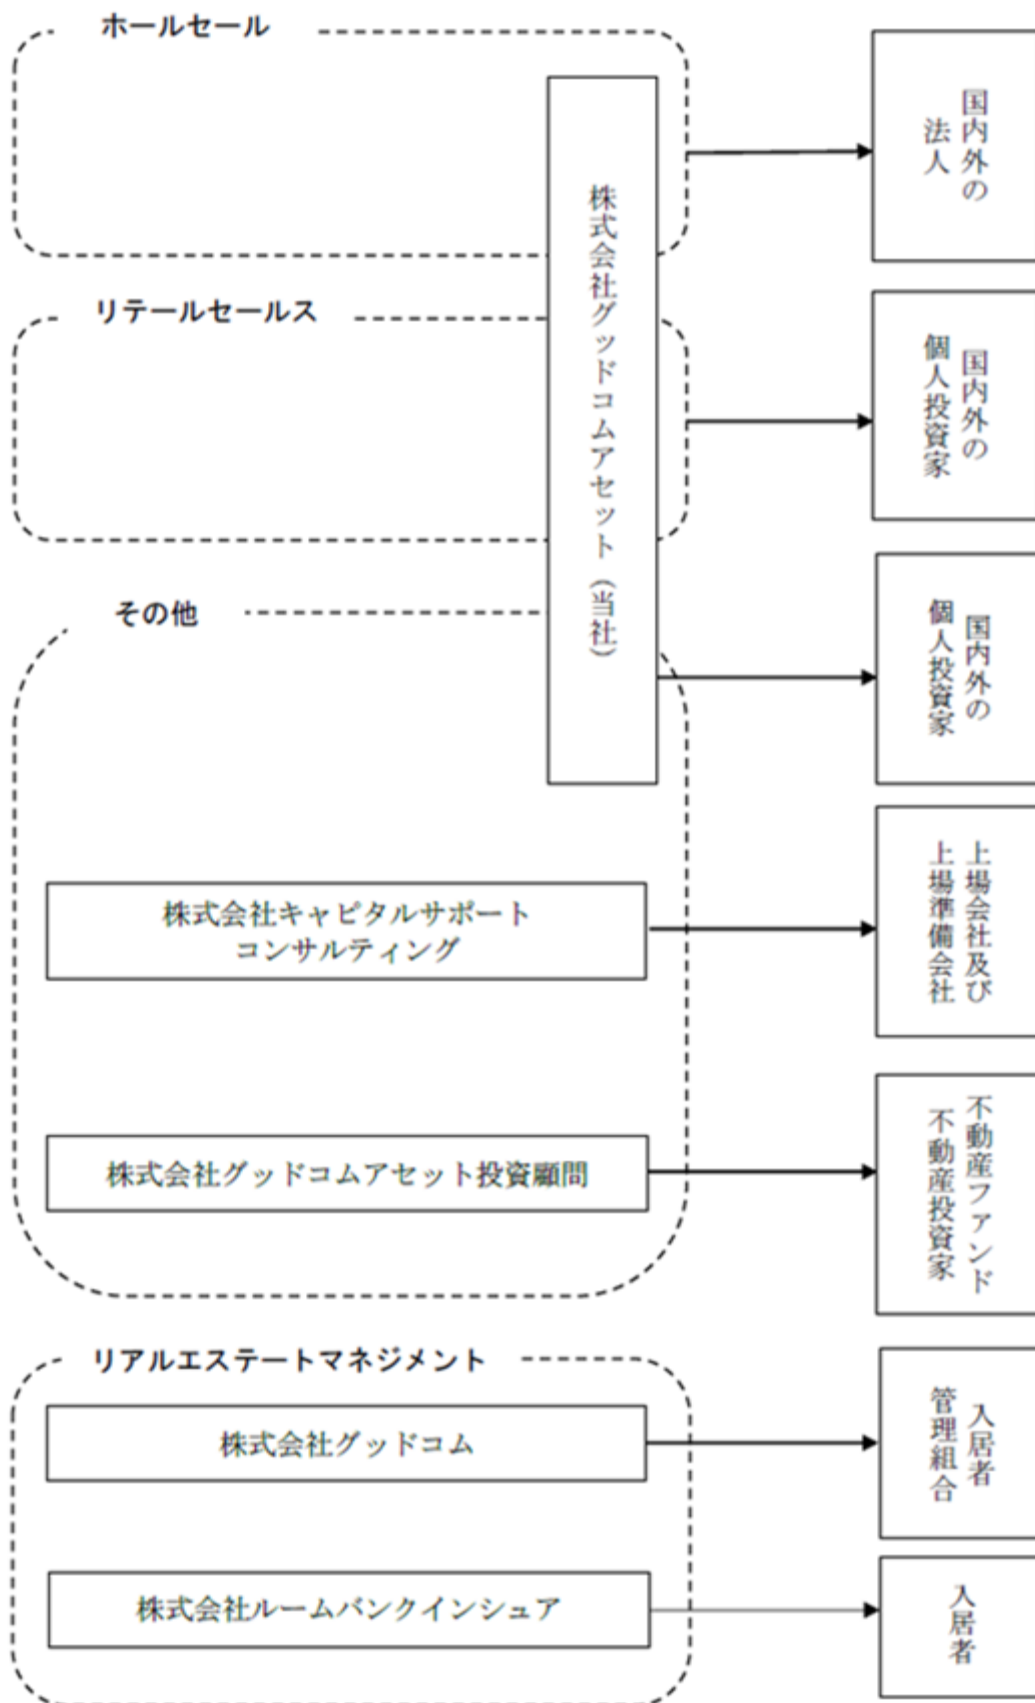 ホールセール
株式会社グッドコムアセット（当社）
国内外の
法人
リテールセールス
国内外の
個人投資家
その他
国内外の
個人投資家
株式会社キャピタルサポート
コンサルティング
上場会社及び
上場準備会社
株式会社グッドコムアセット投資顧問
不動産ファンド
不動産投資家
リアルエステートマネジメント
株式会社グッドコム
入居者
管理組合
株式会社ルームバンクインシュア
入居者